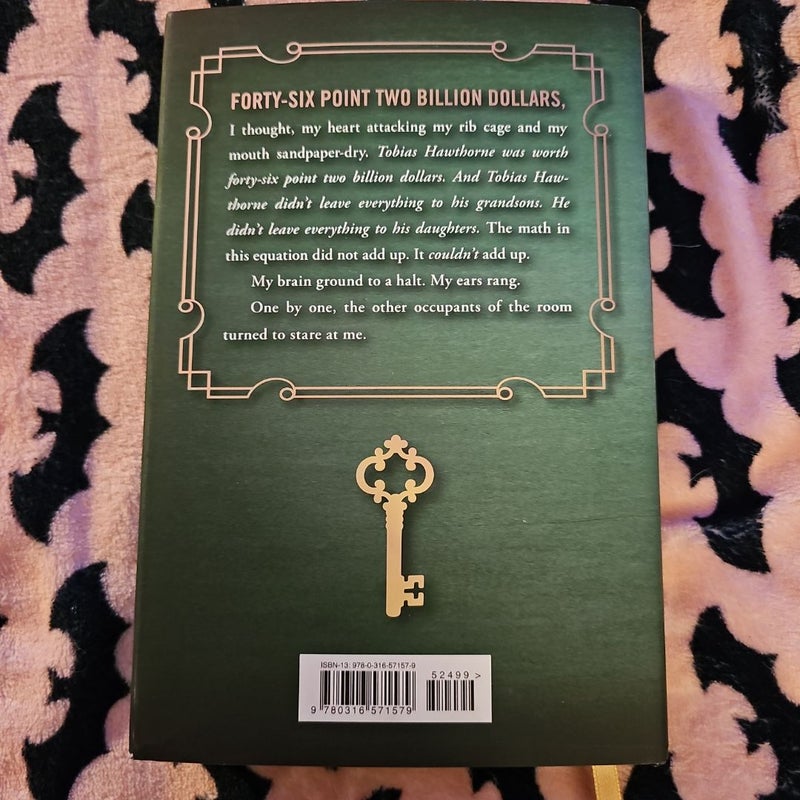 FORTY-SIX POINT TWO BILLION DOLLARS,
I thought, my heart attacking my rib cage and my
mouth sandpaper-dry. Tobias Hawthorne was worth
forty-six point two billion dollars. And Tobias Haw-
thorne didn't leave everything to his grandsons. He
didn't leave everything to his daughters. The math in
this equation did not add up. It couldn't add up.
My brain ground to a halt. My ears rang.
One by one, the other occupants of the room
turned to stare at me.
ISBN-13: 978-0-316-57157-9
52499 >
9 780316 571579